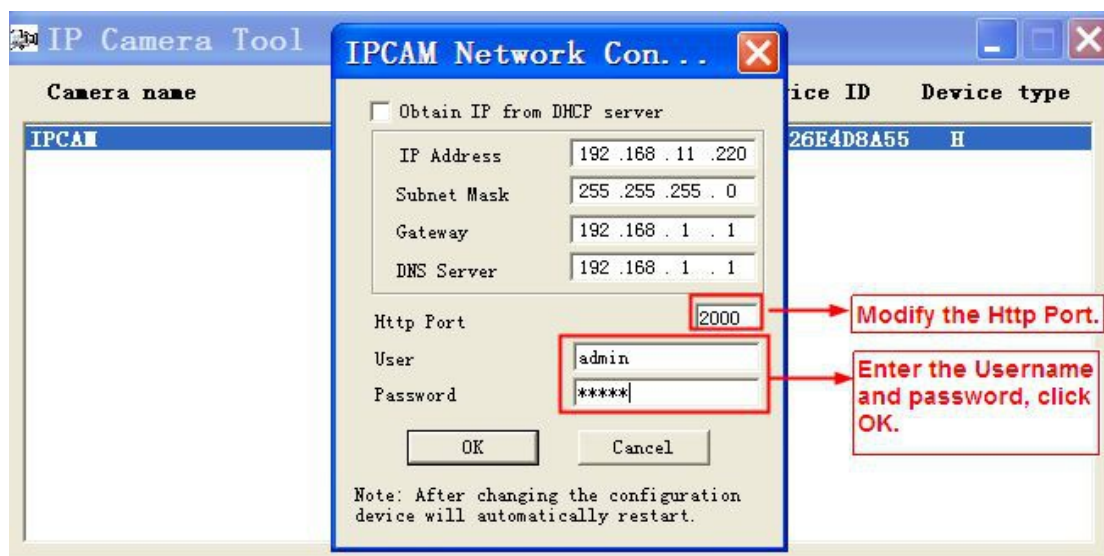 IP Camera Tool
IPCAM Network Con...
Camera name
ice ID Device type
Obtain IP from DHCP server
IPCAM
26E4D8A55 H
IP Address 192 .168 . 11 .220
Subnet Mask 255 .255 .255 . 0
Gateway 192 .168 . 1 . 1
DNS Server 192 .168 . 1 . 1
Http Port 2000
Modify the Http Port.
User admin
Password *****
Enter the Username
and password, click
OK.
OK Cancel
Note: After changing the configuration
device will automatically restart.